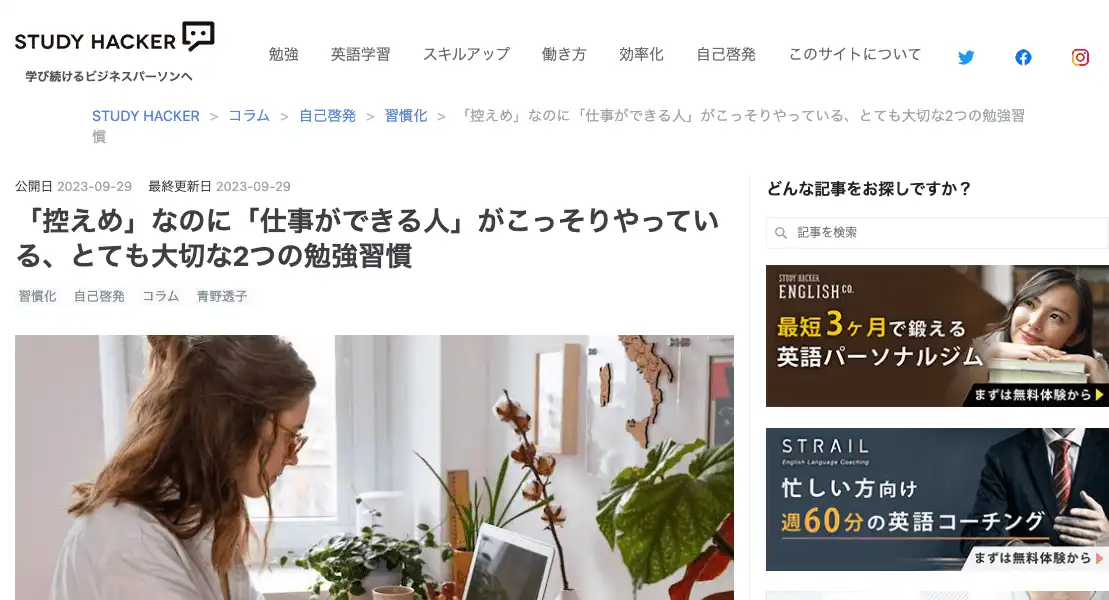 STUDY HACKER
学び続けるビジネスパーソンへ
勉強 英語学習 スキルアップ 働き方 効率化 自己啓発 このサイトについて
STUDY HACKER > コラム > 自己啓発 > 習慣化 > 「控えめ」なのに「仕事ができる人」がこっそりやっている、とても大切な2つの勉強習
慣
公開日 2023-09-29 最終更新日 2023-09-29
「控えめ」なのに「仕事ができる人」がこっそりやってい
る、とても大切な2つの勉強習慣
習慣化 自己啓発 コラム 青野透子
どんな記事をお探しですか？
記事を検索
STUDY HACKER
ENGLISH CO.
最短3ヶ月で鍛える
英語パーソナルジム
まずは無料体験から
STRAIL
English Language Coaching
忙しい方向け
週60分の英語コーチング
まずは無料体験から